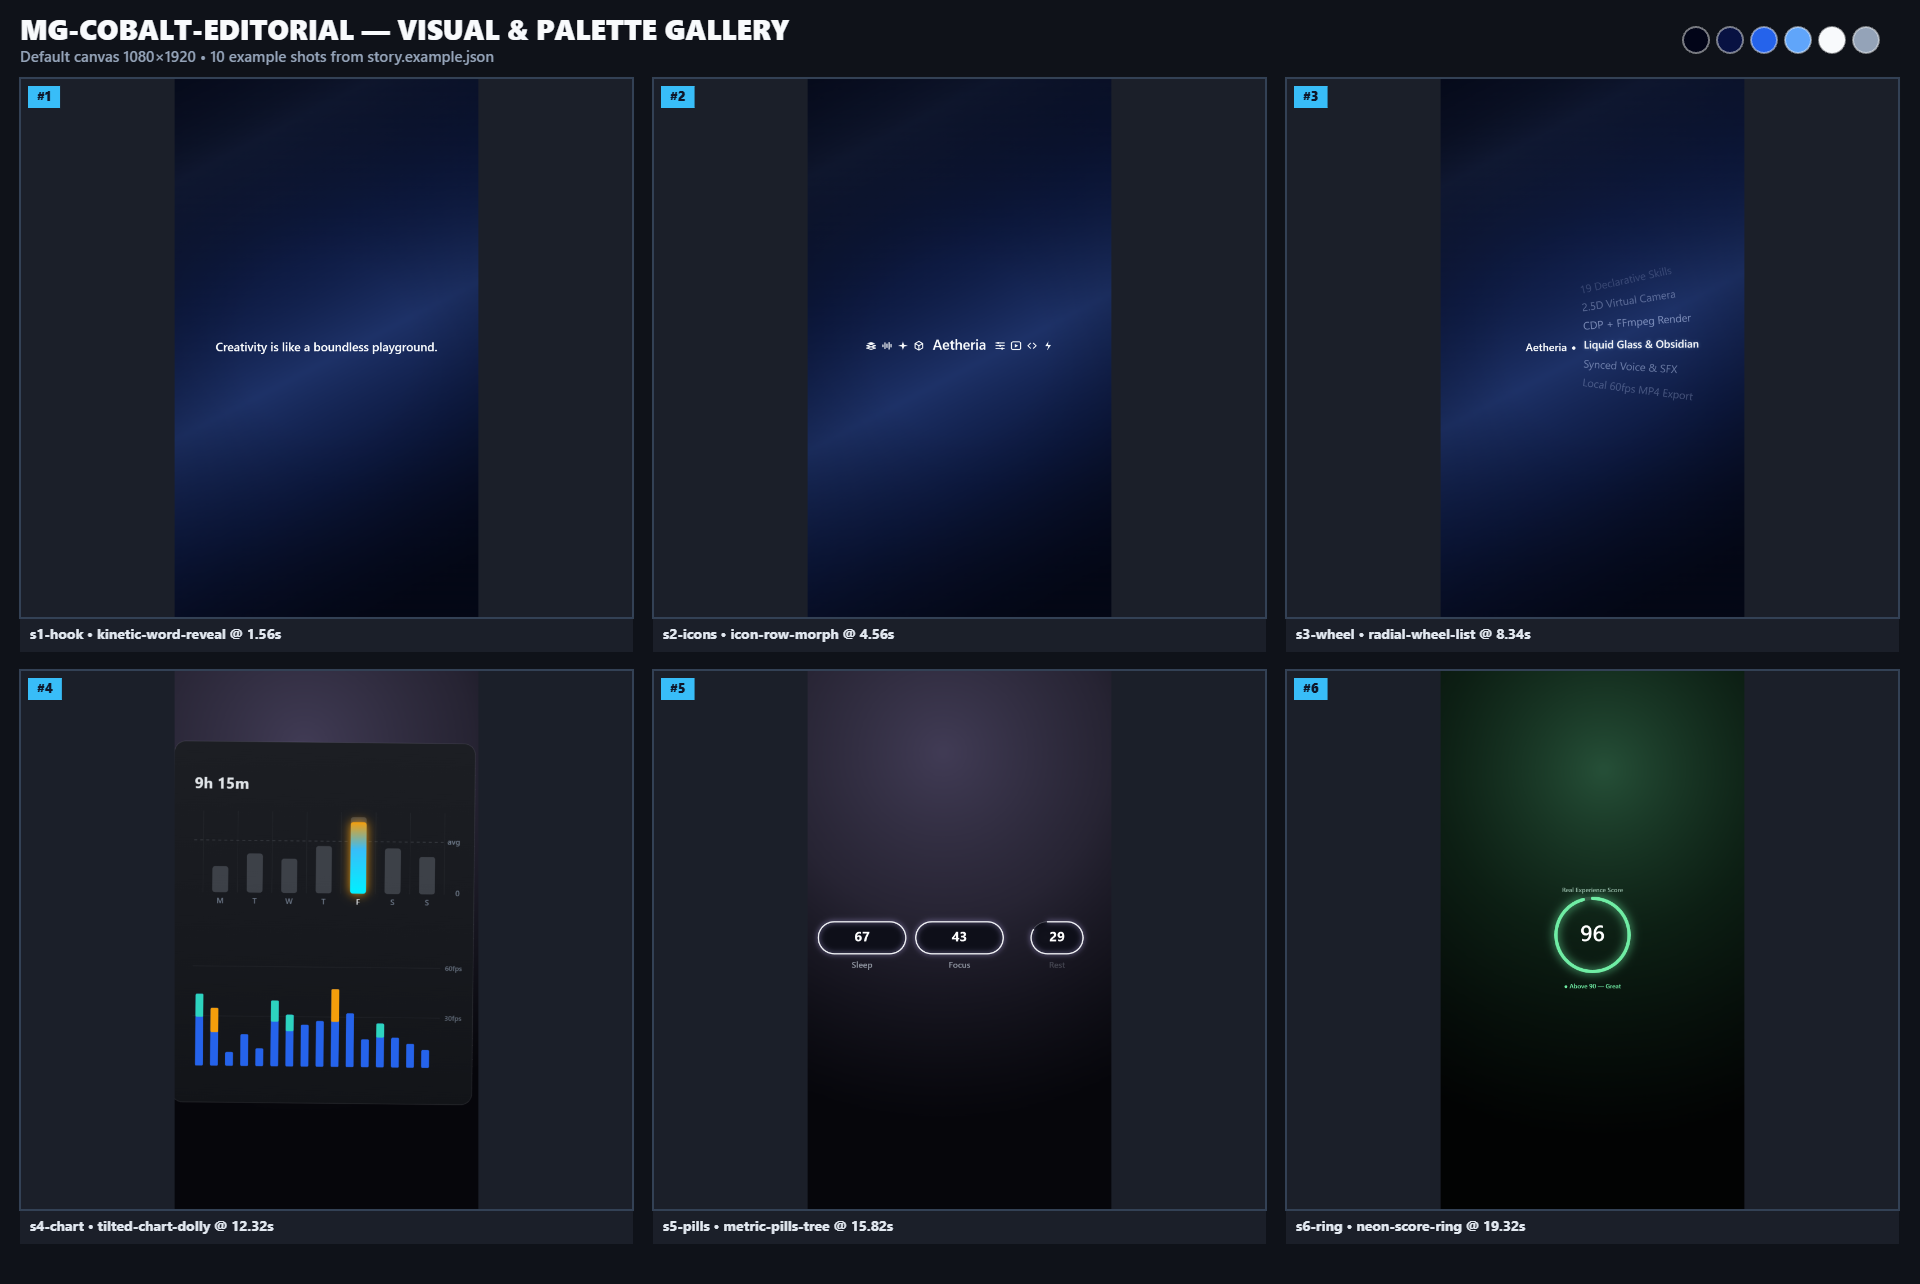 MG-COBALT-EDITORIAL — VISUAL & PALETTE GALLERY
Default canvas 1080×1920 • 10 example shots from story.example.json
#1
Creativity is like a boundless playground.
s1-hook • kinetic-word-reveal @ 1.56s
#2
Aetheria
s2-icons • icon-row-morph @ 4.56s
#3
19 Declarative Skills
2.5D Virtual Camera
CDP + FFmpeg Render
Aetheria • Liquid Glass & Obsidian
Synced Voice & SFX
Local 60fps MP4 Export
s3-wheel • radial-wheel-list @ 8.34s
#4
9h 15m
avg
0
M T W T F S S
60fps
30fps
s4-chart • tilted-chart-dolly @ 12.32s
#5
67 43 29
Sleep Focus Rest
s5-pills • metric-pills-tree @ 15.82s
#6
Real Experience Score
96
• Above 90 — Great
s6-ring • neon-score-ring @ 19.32s